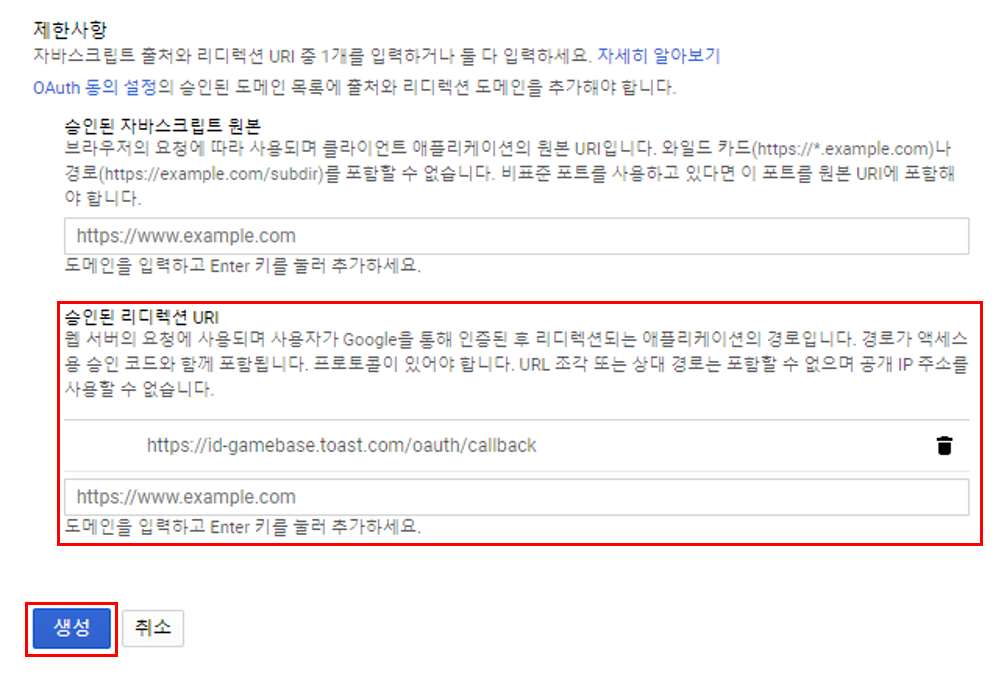 제한사항
자바스크립트 출처와 리디렉션 URI 중 1개를 입력하거나 둘 다 입력하세요. 자세히 알아보기
OAuth 동의 설정의 승인된 도메인 목록에 출처와 리디렉션 도메인을 추가해야 합니다.
승인된 자바스크립트 원본
브라우저의 요청에 따라 사용되며 클라이언트 애플리케이션의 원본 URI입니다. 와일드 카드(https://*.example.com)나
경로(https://example.com/subdir)를 포함할 수 없습니다. 비표준 포트를 사용하고 있다면 이 포트를 원본 URI에 포함해
야 합니다.
https://www.example.com
도메인을 입력하고 Enter 키를 눌러 추가하세요.
승인된 리디렉션 URI
웹 서버의 요청에 사용되며 사용자가 Google을 통해 인증된 후 리디렉션되는 애플리케이션의 경로입니다. 경로가 액세스
용 승인 코드와 함께 포함됩니다. 프로토콜이 있어야 합니다. URL 조각 또는 상대 경로는 포함할 수 없으며 공개 IP 주소를
사용할 수 없습니다.
https://id-gamebase.toast.com/oauth/callback
https://www.example.com
도메인을 입력하고 Enter 키를 눌러 추가하세요.
생성 취소